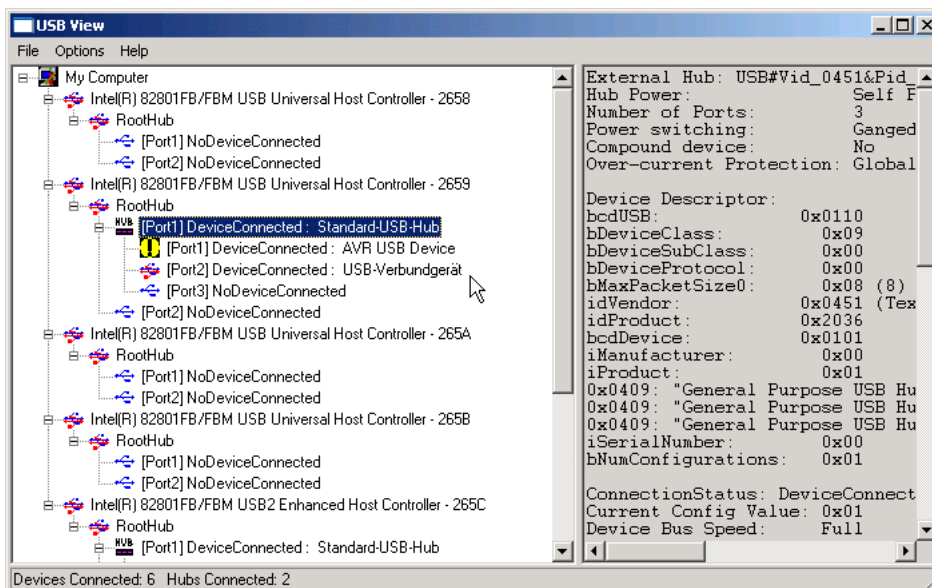 USB View
File Options Help
My Computer
Intel(R) 82801FB/FBM USB Universal Host Controller - 2658
RootHub
[Port1] NoDeviceConnected
[Port2] NoDeviceConnected
Intel(R) 82801FB/FBM USB Universal Host Controller - 2659
RootHub
HUB [Port1] DeviceConnected : Standard-USB-Hub
[Port1] DeviceConnected : AVR USB Device
[Port2] DeviceConnected : USB-Verbundgerät
[Port3] NoDeviceConnected
[Port2] NoDeviceConnected
Intel(R) 82801FB/FBM USB Universal Host Controller - 265A
RootHub
[Port1] NoDeviceConnected
[Port2] NoDeviceConnected
Intel(R) 82801FB/FBM USB Universal Host Controller - 265B
RootHub
[Port1] NoDeviceConnected
[Port2] NoDeviceConnected
Intel(R) 82801FB/FBM USB2 Enhanced Host Controller - 265C
RootHub
HUB [Port1] DeviceConnected : Standard-USB-Hub
External Hub: USB#Vid_0451&Pid_
Hub Power: Self P
Number of Ports: 3
Power switching: Ganged
Compound device: No
Over-current Protection: Global
Device Descriptor:
bcdUSB: 0x0110
bDeviceClass: 0x09
bDeviceSubClass: 0x00
bDeviceProtocol: 0x00
bMaxPacketSize0: 0x08 (8)
idVendor: 0x0451 (Tex
idProduct: 0x2036
bcdDevice: 0x0101
iManufacturer: 0x00
iProduct: 0x01
0x0409: "General Purpose USB Hu
0x0409: "General Purpose USB Hu
0x0409: "General Purpose USB Hu
iSerialNumber: 0x00
bNumConfigurations: 0x01
ConnectionStatus: DeviceConnect
Current Config Value: 0x01
Device Bus Speed: Full
Devices Connected: 6 Hubs Connected: 2